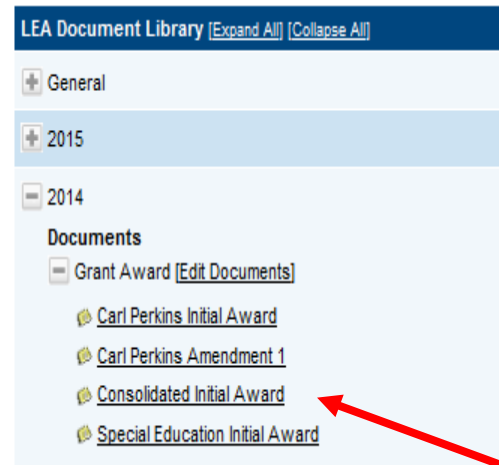 LEA Document Library [Expand All] [Collapse All]
General
2015
2014
Documents
Grant Award [Edit Documents]
Carl Perkins Initial Award
Carl Perkins Amendment 1
Consolidated Initial Award
Special Education Initial Award